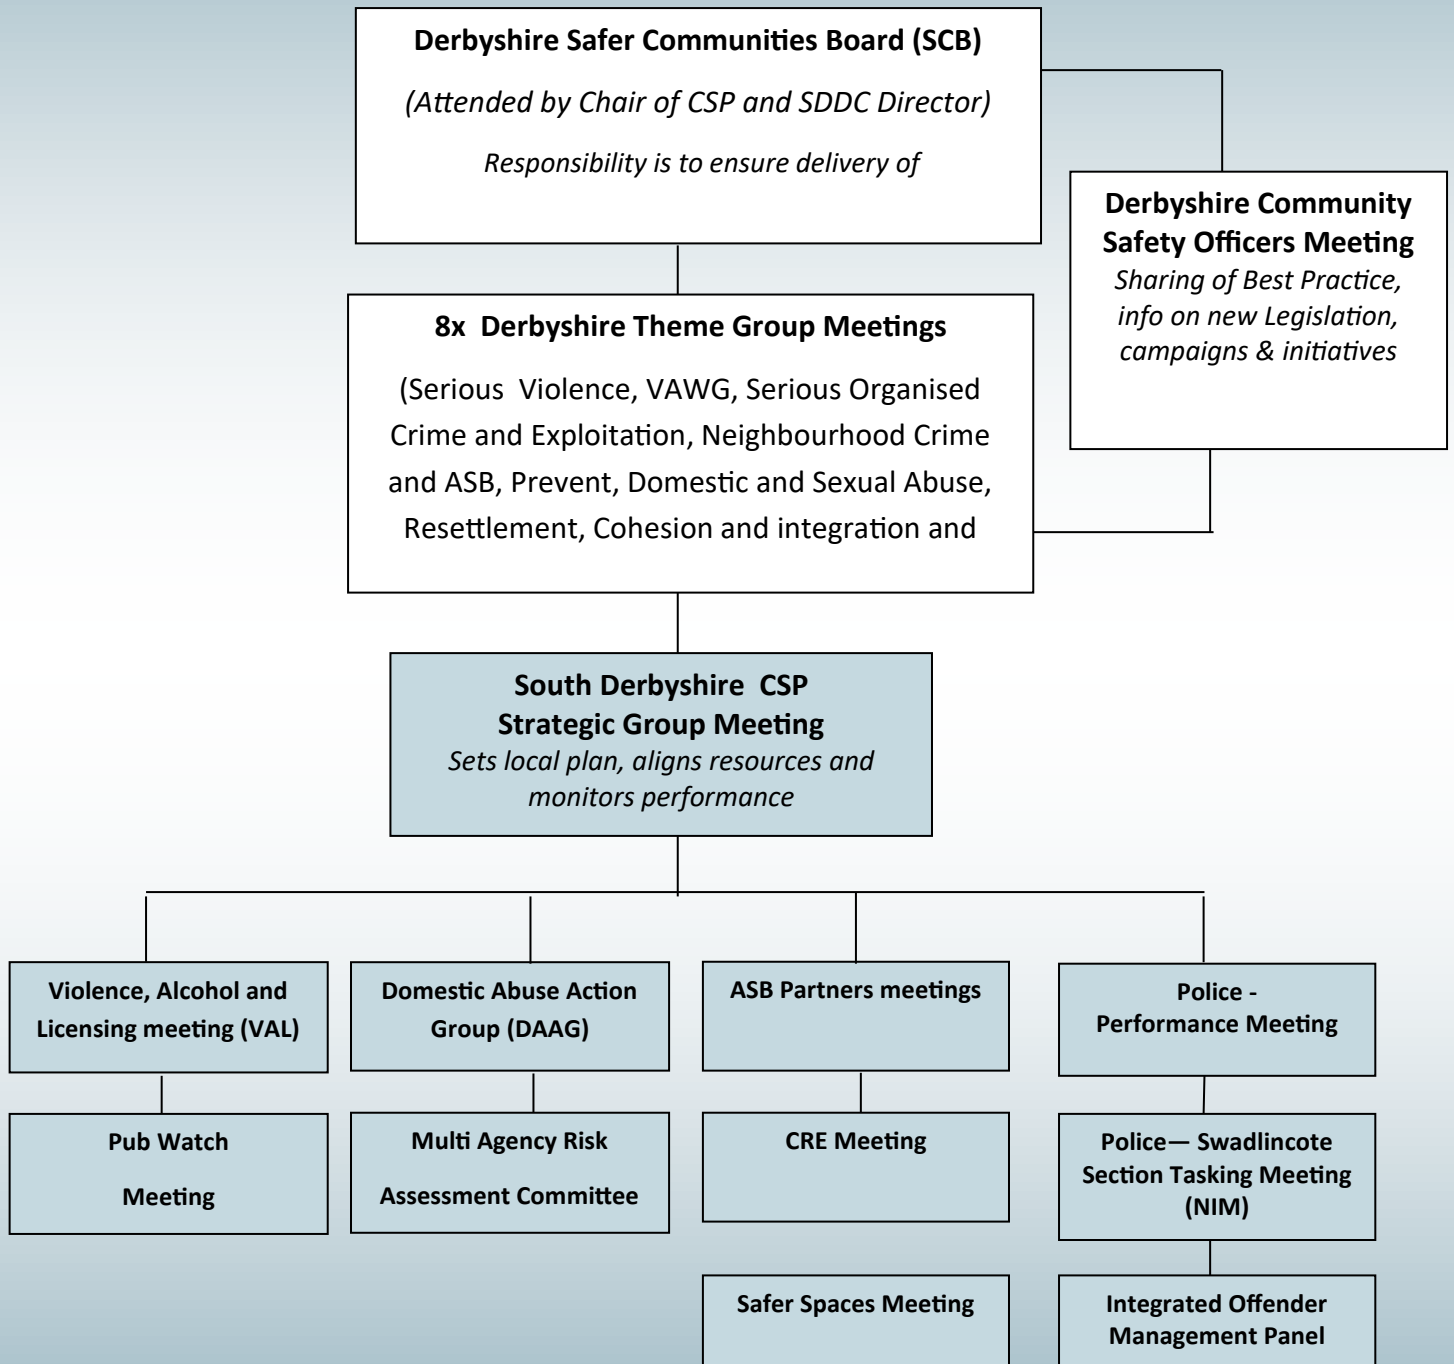 Derbyshire Safer Communities Board (SCB)
(Attended by Chair of CSP and SDDC Director)
Responsibility is to ensure delivery of
Derbyshire Community
Safety Officers Meeting
Sharing of Best Practice,
info on new Legislation,
campaigns & initiatives
8x Derbyshire Theme Group Meetings
(Serious Violence, VAWG, Serious Organised
Crime and Exploitation, Neighbourhood Crime
and ASB, Prevent, Domestic and Sexual Abuse,
Resettlement, Cohesion and integration and
South Derbyshire CSP
Strategic Group Meeting
Sets local plan, aligns resources and
monitors performance
Violence, Alcohol and
Licensing meeting (VAL)
Domestic Abuse Action
Group (DAAG)
ASB Partners meetings
Police -
Performance Meeting
Pub Watch
Meeting
Multi Agency Risk
Assessment Committee
CRE Meeting
Police— Swadlincote
Section Tasking Meeting
(NIM)
Safer Spaces Meeting
Integrated Offender
Management Panel